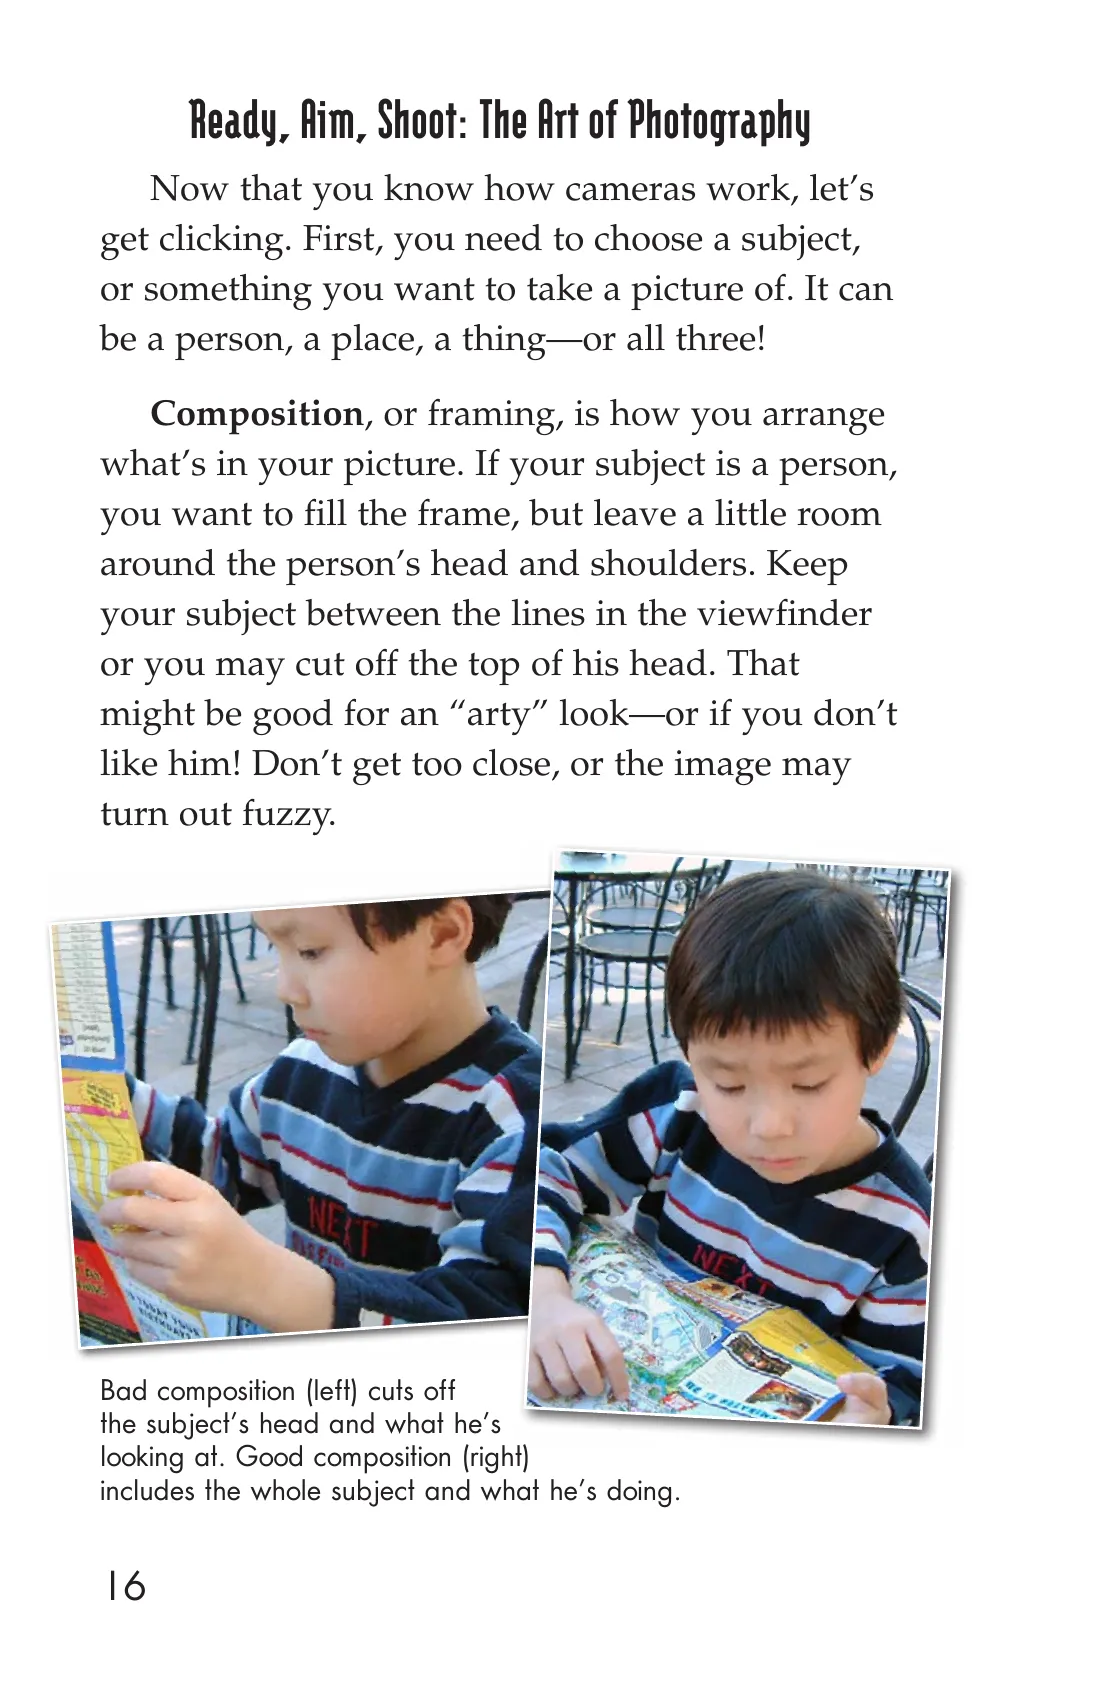 Ready, Aim, Shoot: The Art of Photography
Now that you know how cameras work, let’s
get clicking. First, you need to choose a subject,
or something you want to take a picture of. It can
be a person, a place, a thing—or all three!
Composition, or framing, is how you arrange
what’s in your picture. If your subject is a person,
you want to fill the frame, but leave a little room
around the person’s head and shoulders. Keep
your subject between the lines in the viewfinder
or you may cut off the top of his head. That
might be good for an “arty” look—or if you don’t
like him! Don’t get too close, or the image may
turn out fuzzy.
NEXT
NEXT
Bad composition (left) cuts off
the subject’s head and what he’s
looking at. Good composition (right)
includes the whole subject and what he’s doing.
16